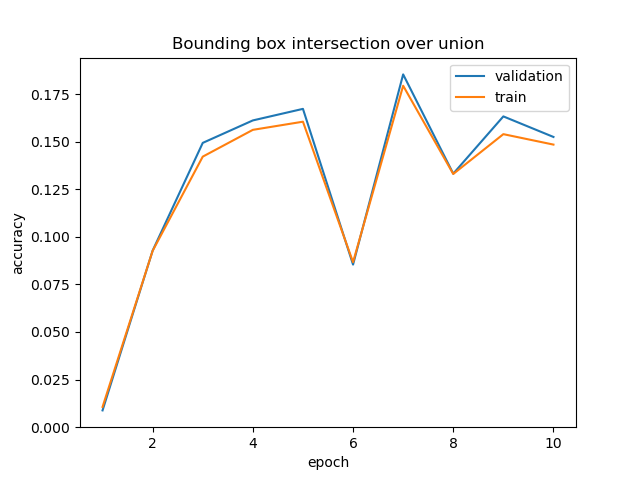 Bounding box intersection over union
validation
train
0.175
0.150
0.125
0.100
0.075
0.050
0.025
0.000
accuracy
2 4 6 8 10
epoch